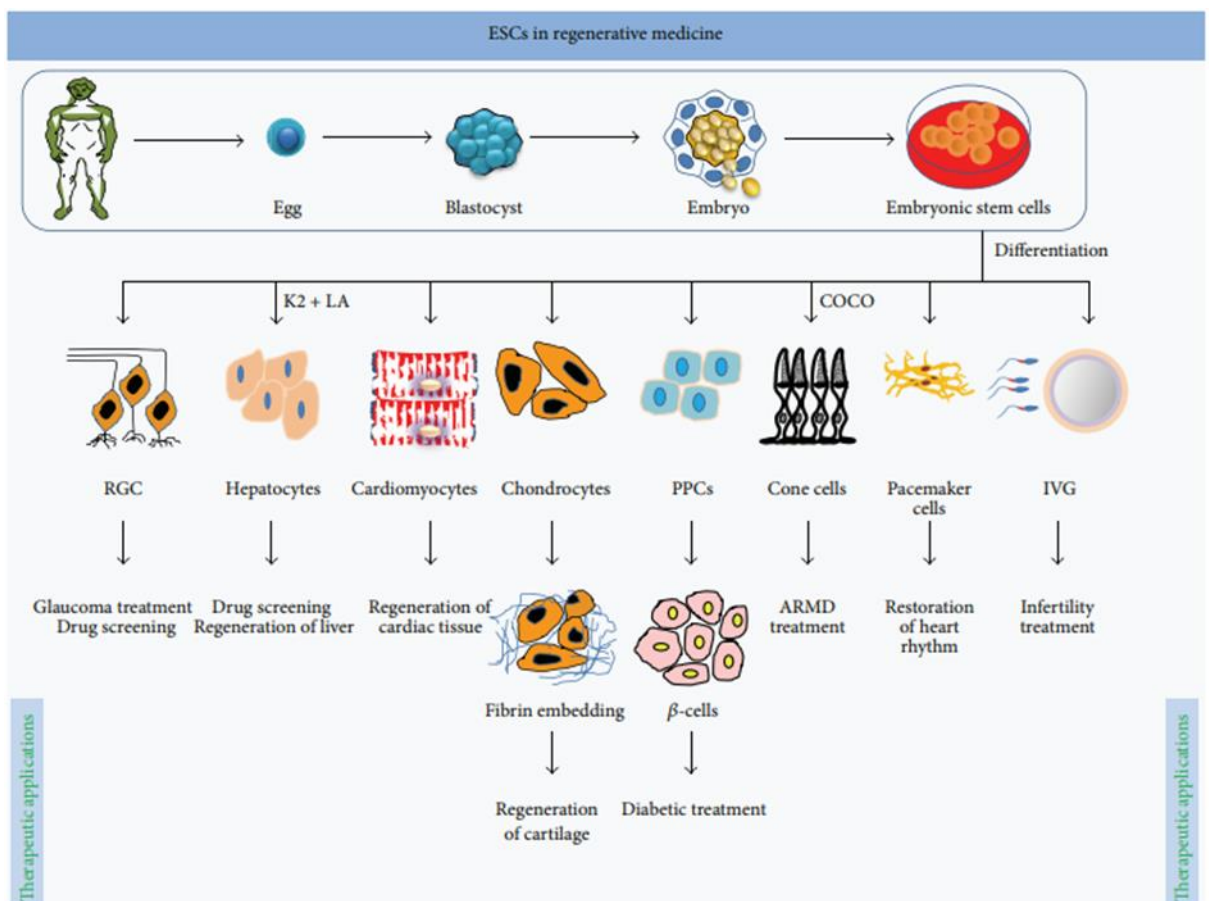 ESCs in regenerative medicine
Egg
Blastocyst
Embryo
Embryonic stem cells
Differentiation
K2 + LA
COCO
RGC
Hepatocytes
Cardiomyocytes
Chondrocytes
PPCs
Cone cells
Pacemaker
cells
IVG
Glaucoma treatment
Drug screening
Drug screening
Regeneration of liver
Regeneration of
cardiac tissue
ARMD
treatment
Restoration
of heart
rhythm
Infertility
treatment
Fibrin embedding
β-cells
Regeneration
of cartilage
Diabetic treatment
Therapeutic applications
Therapeutic applications